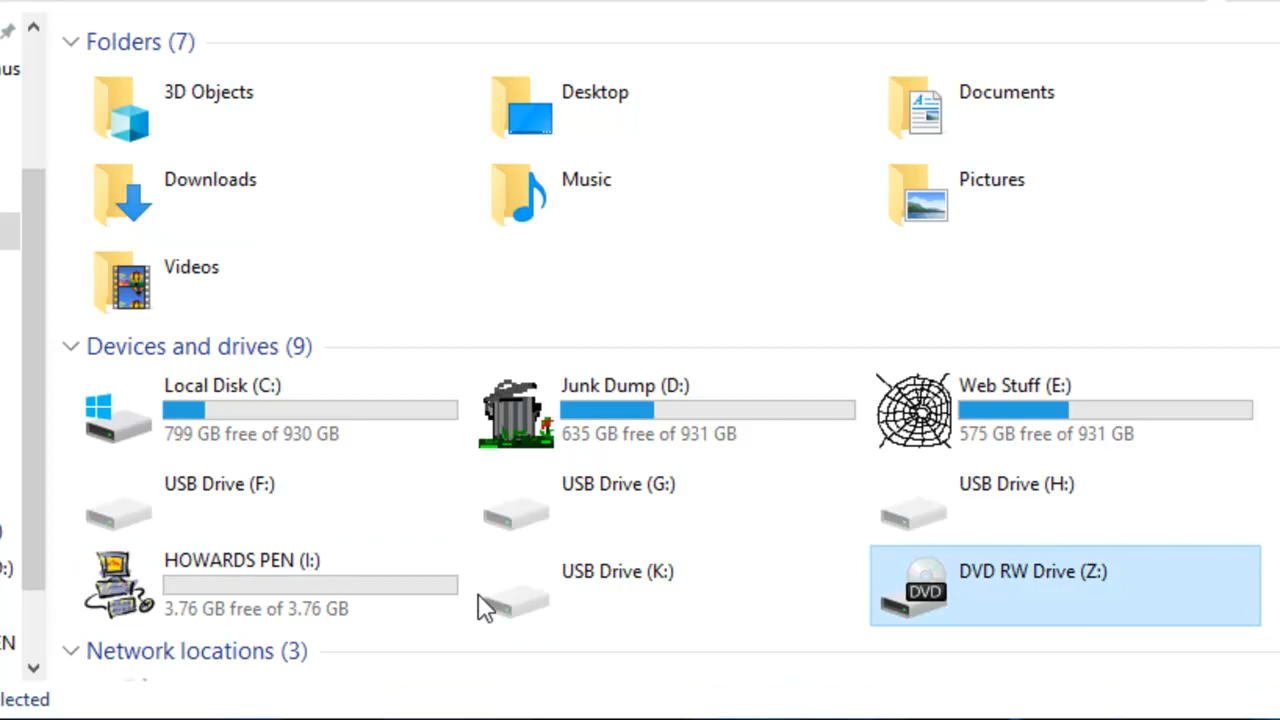 Folders (7)
3D Objects
Desktop
Documents
Downloads
Music
Pictures
Videos
Devices and drives (9)
Local Disk (C:)
799 GB free of 930 GB
Junk Dump (D:)
635 GB free of 931 GB
Web Stuff (E:)
575 GB free of 931 GB
USB Drive (F:)
USB Drive (G:)
USB Drive (H:)
HOWARDS PEN (I:)
3.76 GB free of 3.76 GB
USB Drive (K:)
DVD RW Drive (Z:)
DVD
Network locations (3)
us
:)
EN
lected